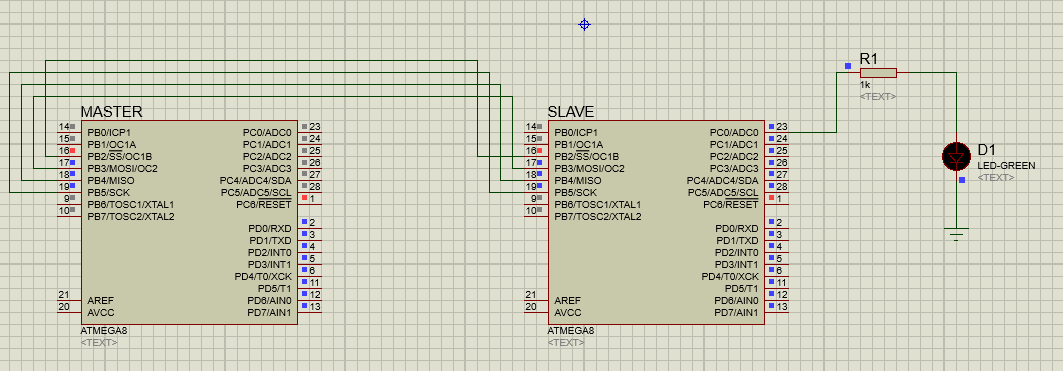 MASTER
14 PB0/ICP1 PC0/ADC0 23
15 PB1/OC1A PC1/ADC1 24
16 PB2/SS/OC1B PC2/ADC2 25
17 PB3/MOSI/OC2 PC3/ADC3 26
18 PB4/MISO PC4/ADC4/SDA 27
19 PB5/SCK PC5/ADC5/SCL 28
9 PB6/TOSC1/XTAL1 PC6/RESET 1
10 PB7/TOSC2/XTAL2
PD0/RXD 2
PD1/TXD 3
PD2/INT0 4
PD3/INT1 5
PD4/T0/XCK 6
PD5/T1 11
21 AREF PD6/AIN0 12
20 AVCC PD7/AIN1 13
ATMEGA8
<TEXT>
SLAVE
14 PB0/ICP1 PC0/ADC0 23
15 PB1/OC1A PC1/ADC1 24
16 PB2/SS/OC1B PC2/ADC2 25
17 PB3/MOSI/OC2 PC3/ADC3 26
18 PB4/MISO PC4/ADC4/SDA 27
19 PB5/SCK PC5/ADC5/SCL 28
9 PB6/TOSC1/XTAL1 PC6/RESET 1
10 PB7/TOSC2/XTAL2
PD0/RXD 2
PD1/TXD 3
PD2/INT0 4
PD3/INT1 5
PD4/T0/XCK 6
PD5/T1 11
21 AREF PD6/AIN0 12
20 AVCC PD7/AIN1 13
ATMEGA8
<TEXT>
R1
1k
<TEXT>
D1
LED-GREEN
<TEXT>